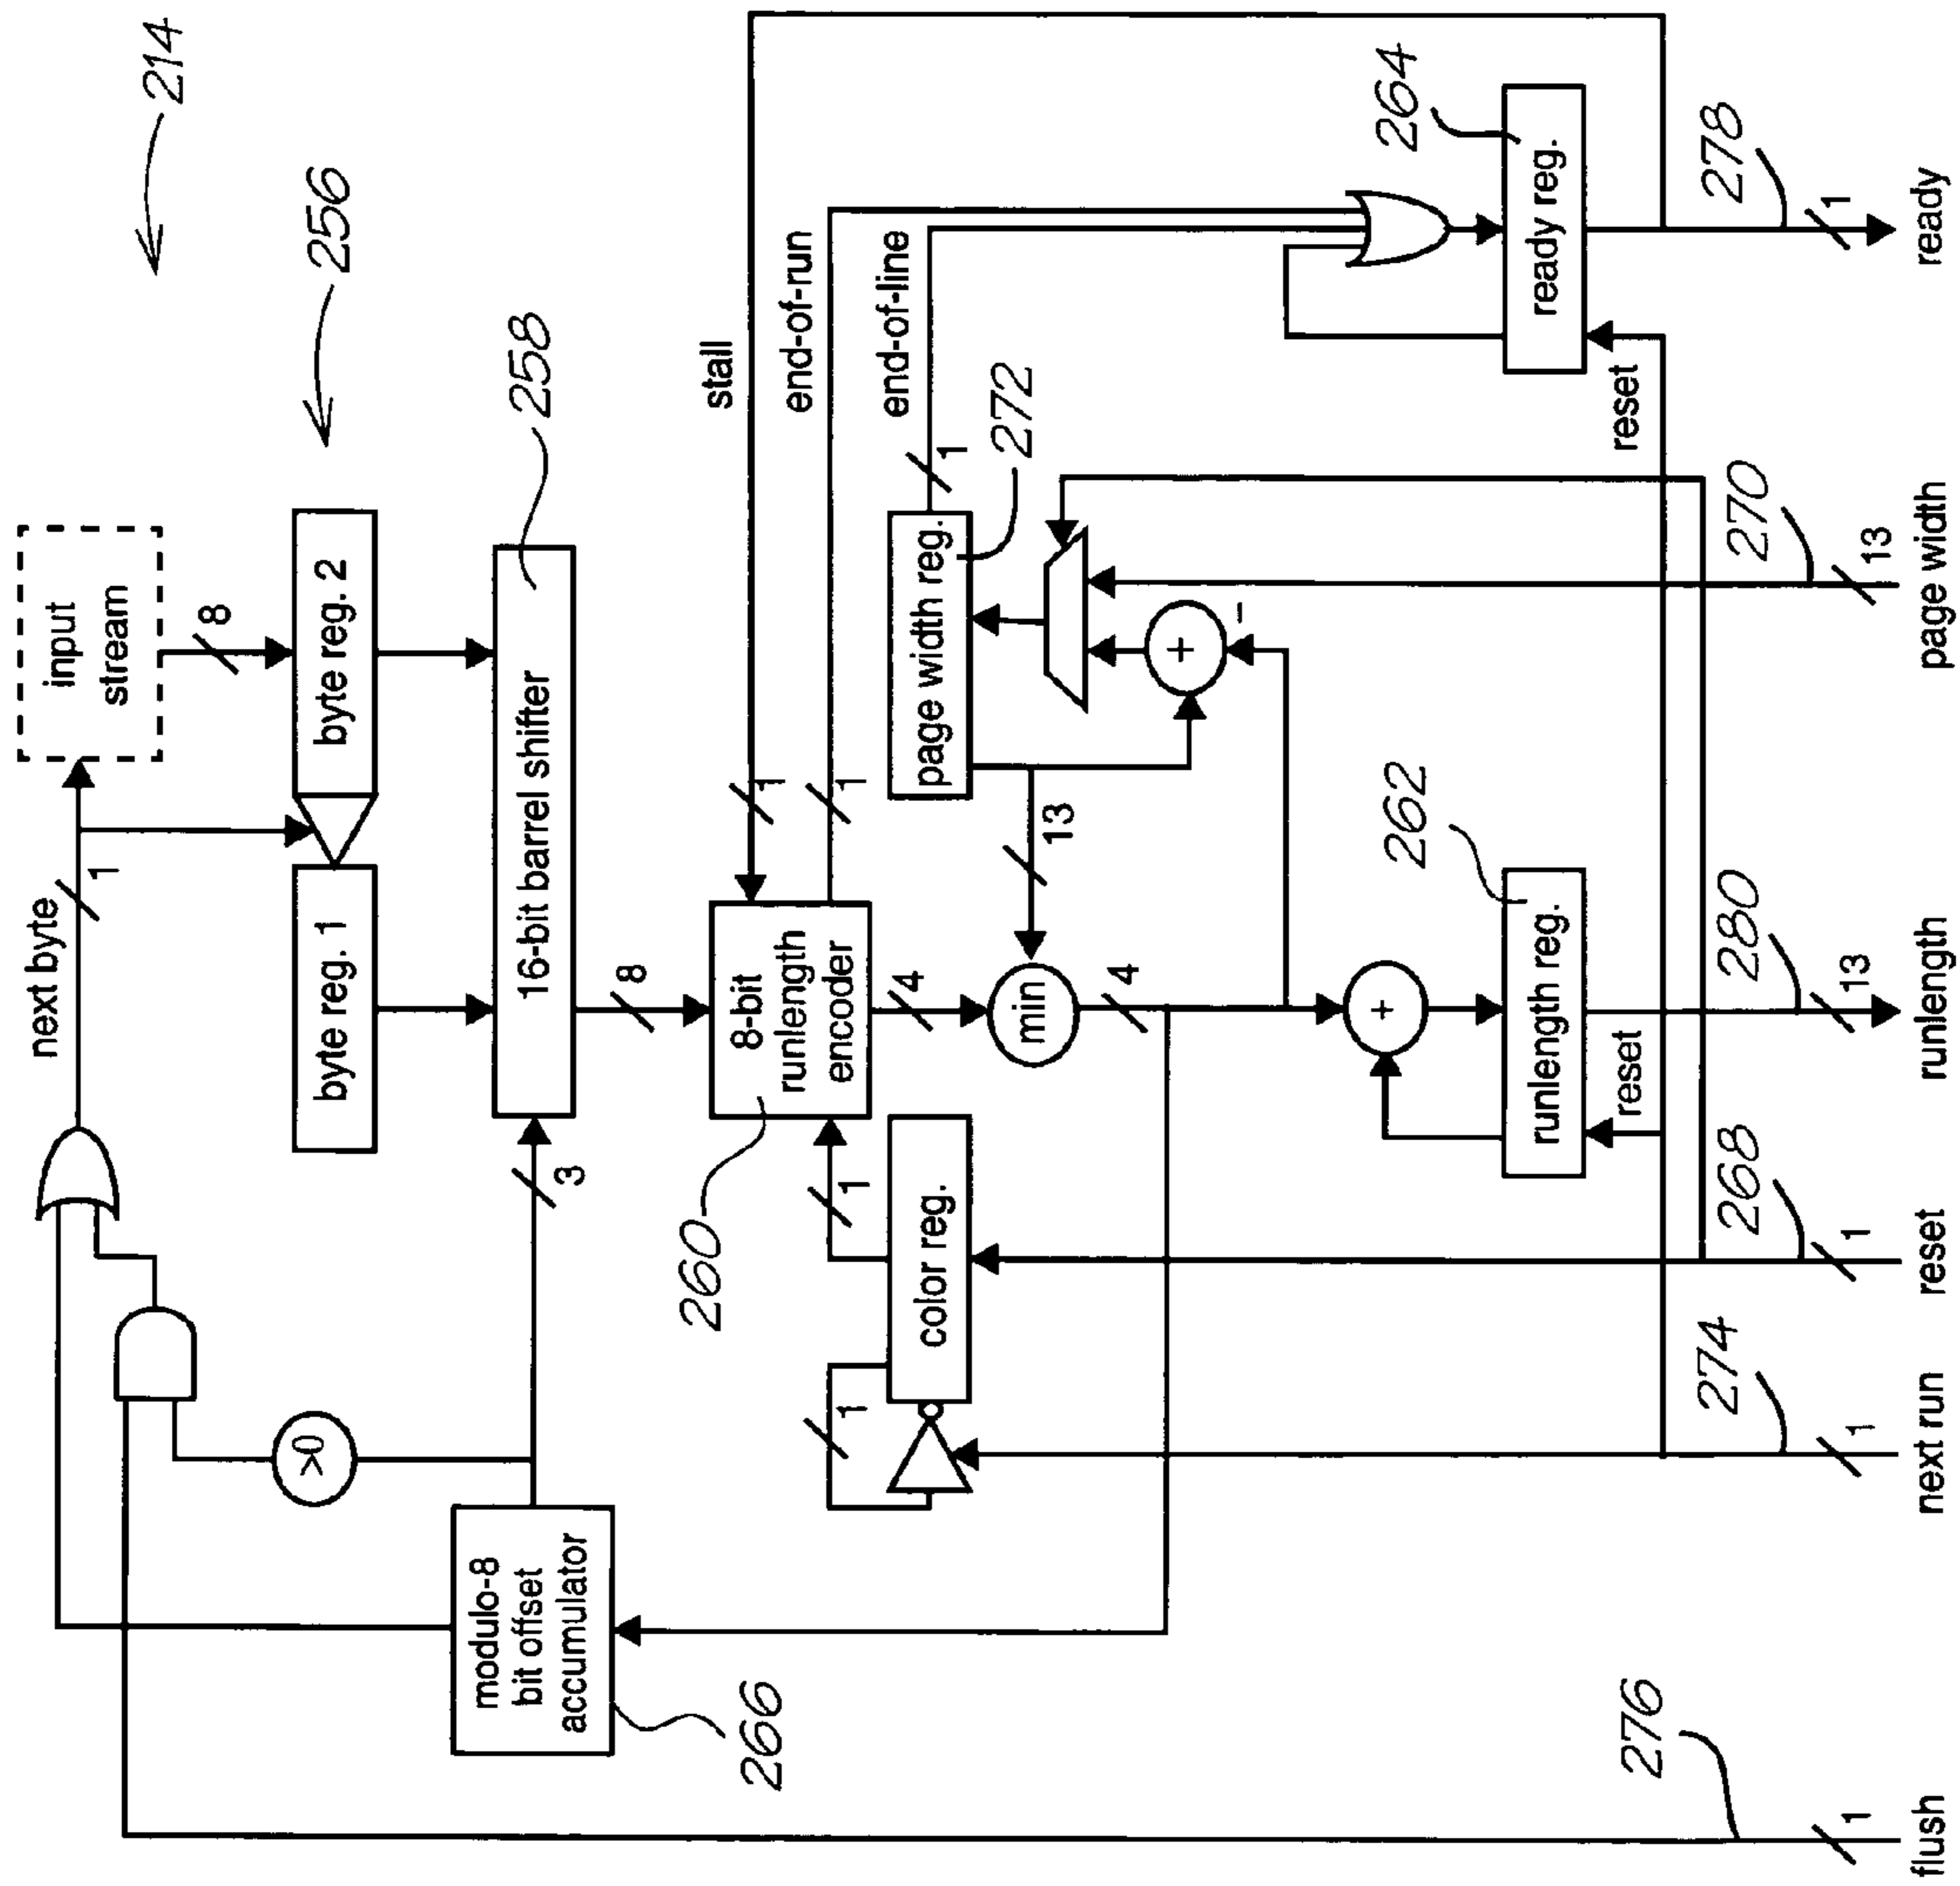 214
256
next byte
1
input
stream
8
byte reg. 1
byte reg. 2
258
16-bit barrel shifter
3
8
>0
modulo-8
bit offset
accumulator
266
260
8-bit
runlength
encoder
stall
1
end-of-run
1
end-of-line
1
272
page width reg.
13
4
min
4
color reg.
1
1
+
−
+
262
runlength reg.
reset
264
ready reg.
reset
276
274
268
280
270
278
1
1
1
13
13
1
flush
next run
reset
runlength
page width
ready